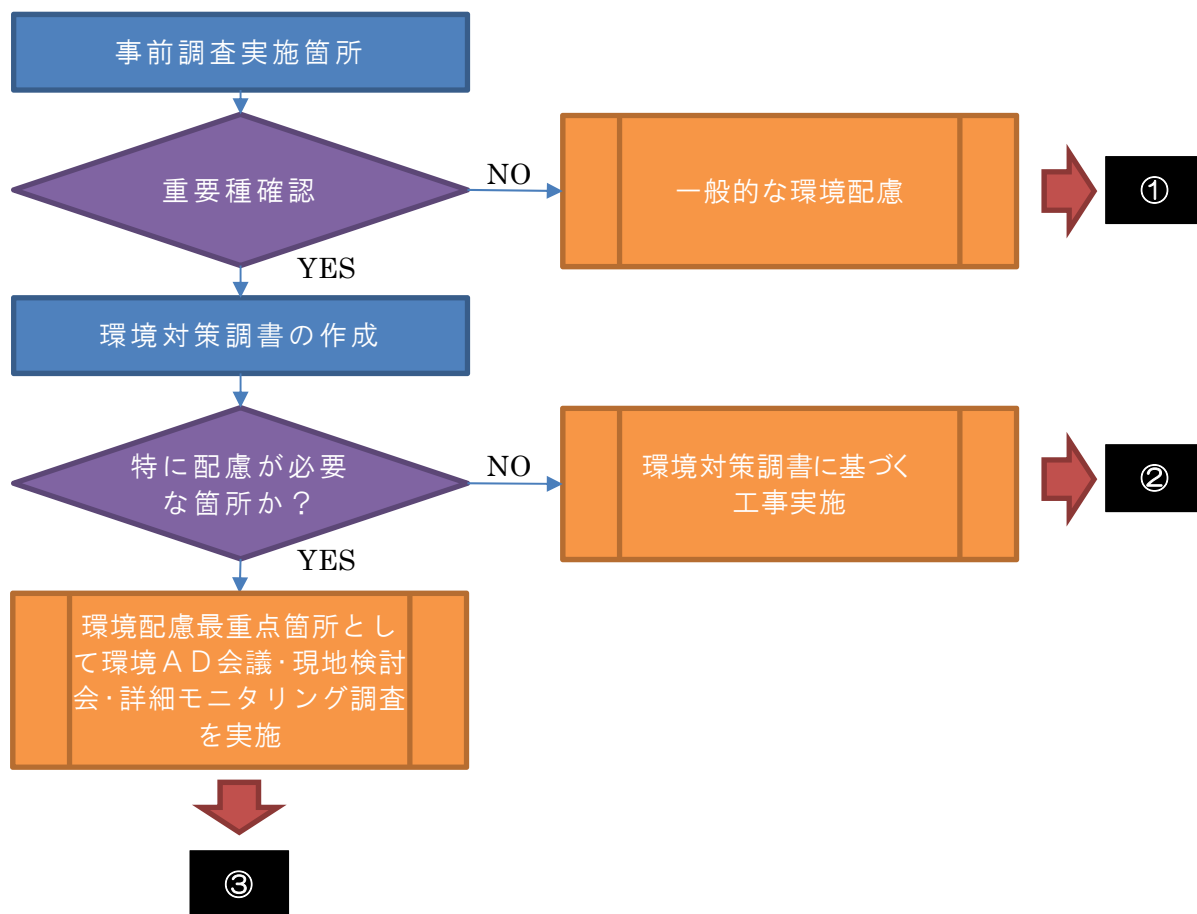 事前調査実施箇所
重要種確認
NO
一般的な環境配慮
①
YES
環境対策調書の作成
特に配慮が必要
な箇所か？
NO
環境対策調書に基づく
工事実施
②
YES
環境配慮最重点箇所とし
て環境ＡＤ会議・現地検討
会・詳細モニタリング調査
を実施
③